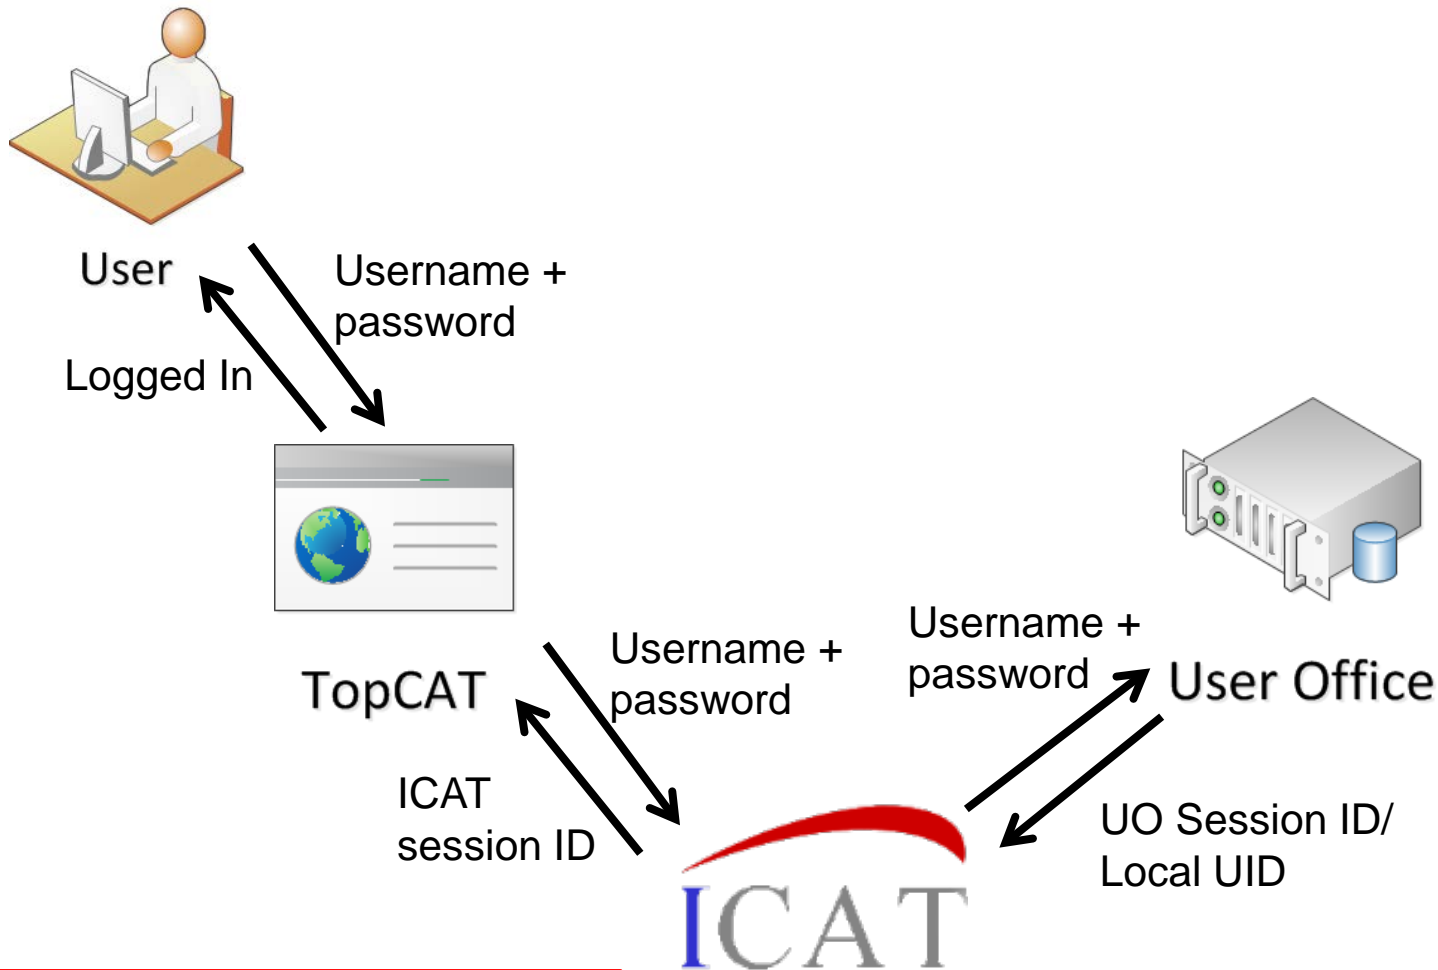 User
Username +
password
Logged In
TopCAT
Username +
password
Username +
password
User Office
ICAT
session ID
UO Session ID/
Local UID
ICAT